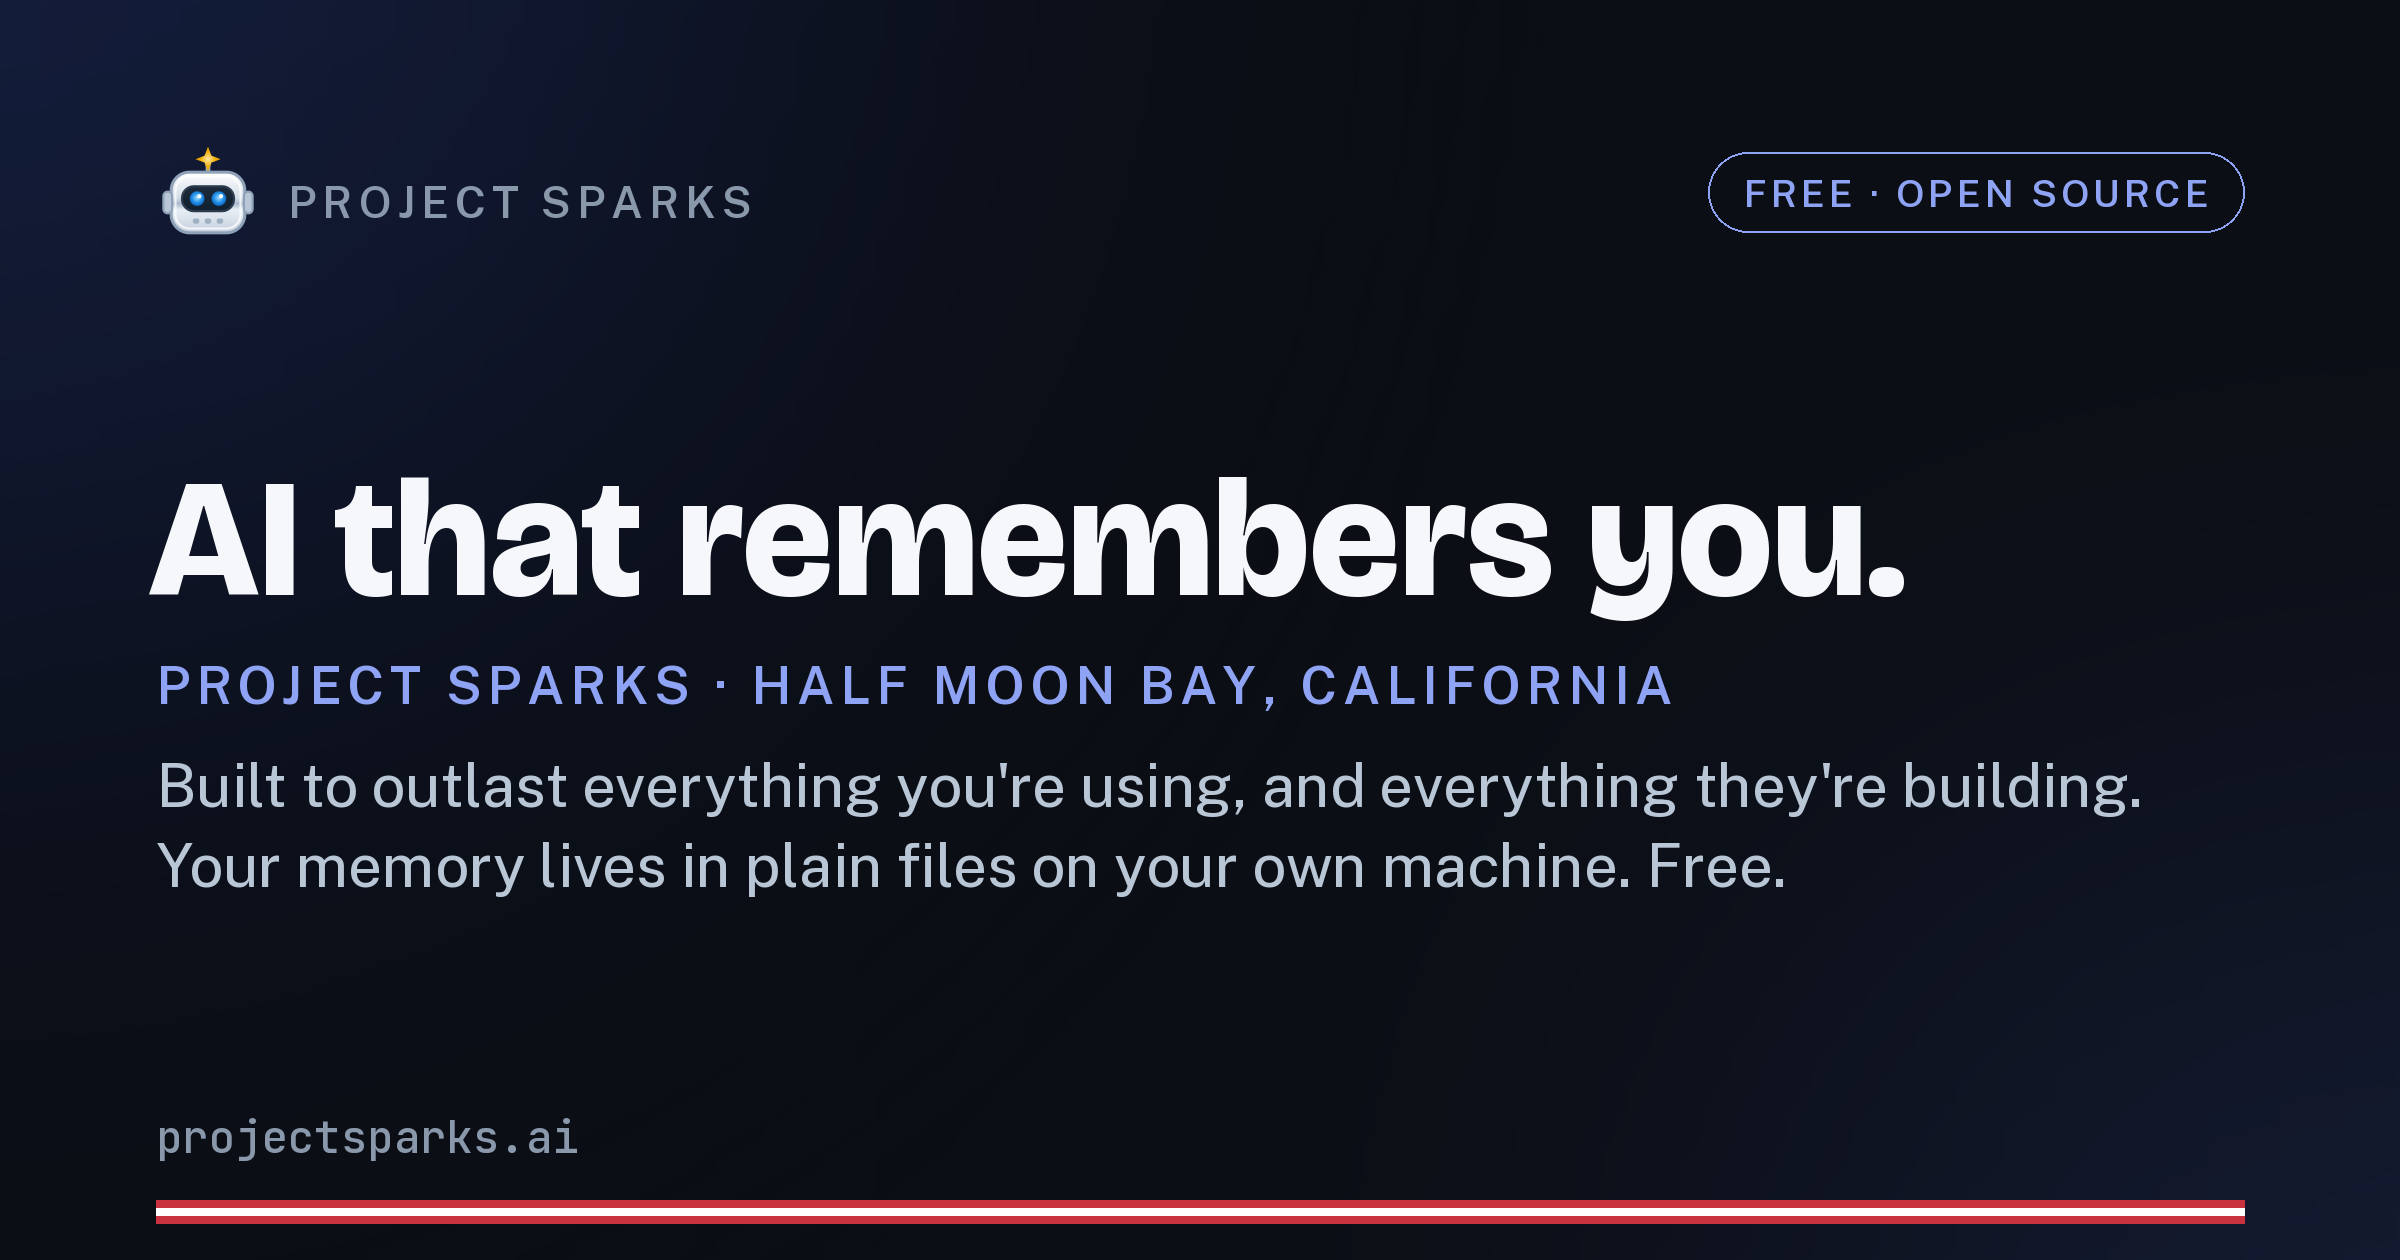 PROJECT SPARKS
FREE · OPEN SOURCE
AI that remembers you.
PROJECT SPARKS · HALF MOON BAY, CALIFORNIA
Built to outlast everything you're using, and everything they're building.
Your memory lives in plain files on your own machine. Free.
projectsparks.ai